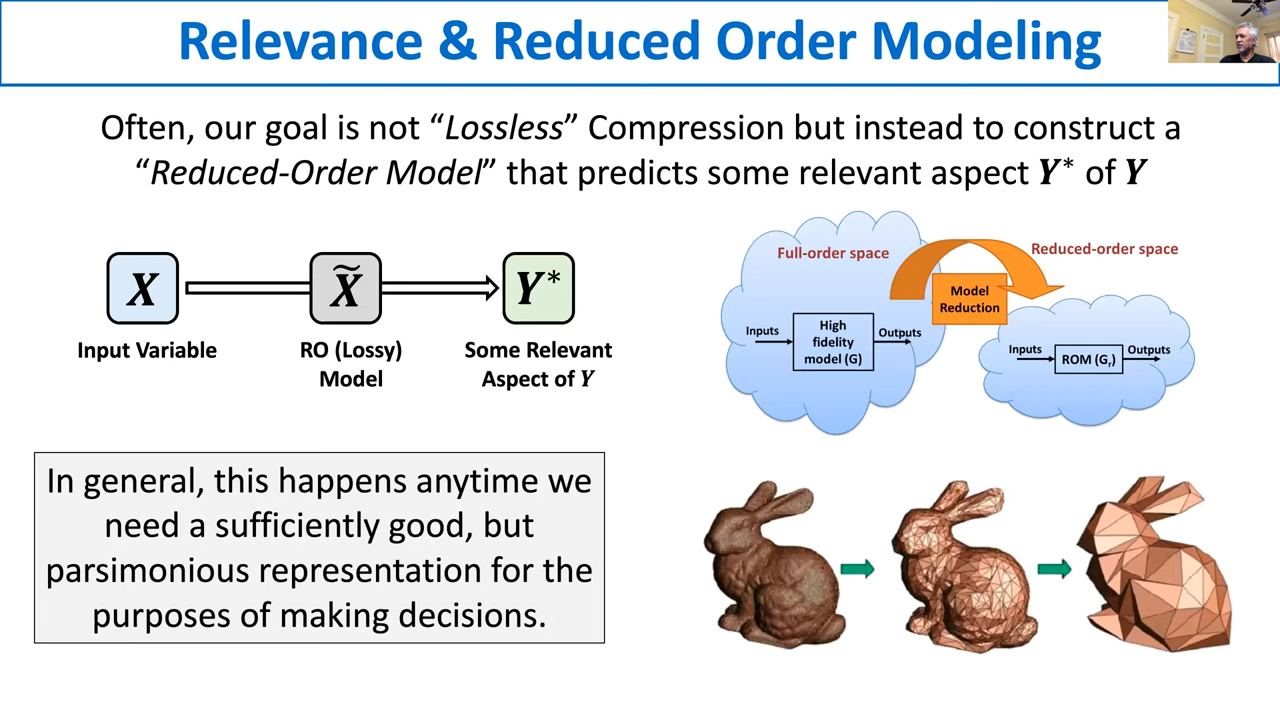 Relevance & Reduced Order Modeling
Often, our goal is not “Lossless” Compression but instead to construct a
“Reduced-Order Model” that predicts some relevant aspect Y* of Y
X
X̃
Y*
Input Variable
RO (Lossy)
Model
Some Relevant
Aspect of Y
Full-order space
Reduced-order space
Model
Reduction
Inputs
High
fidelity
model (G)
Outputs
Inputs
ROM (Gᵣ)
Outputs
In general, this happens anytime we
need a sufficiently good, but
parsimonious representation for the
purposes of making decisions.